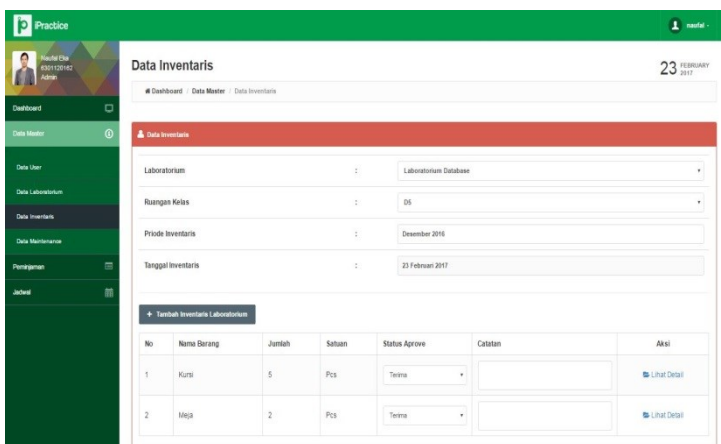 ip iPractice
naufal
Naufal Eka
6301120162
Admin
Dashboard
Data Master
Data User
Data Laboratorium
Data Inventaris
Data Maintenance
Peminjaman
Jadwal
Data Inventaris
23 FEBRUARY 2017
Dashboard / Data Master / Data Inventaris
Data Inventaris
Laboratorium : Laboratorium Database
Ruangan Kelas : D5
Priode Inventaris : Desember 2016
Tanggal Inventaris : 23 Februari 2017
+ Tambah Inventaris Laboratorium
No Nama Barang Jumlah Satuan Status Aprove Catatan Aksi
1 Kursi 5 Pcs Terima Lihat Detail
2 Meja 2 Pcs Terima Lihat Detail